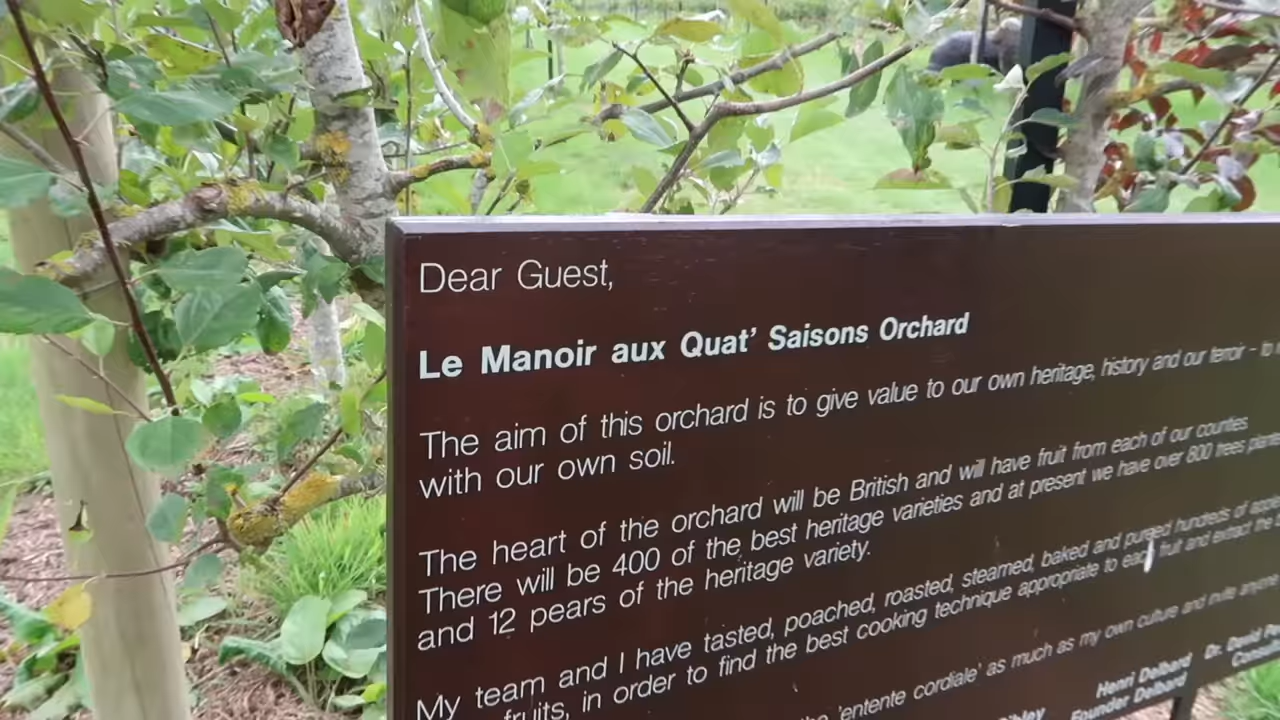 Dear Guest,
Le Manoir aux Quat' Saisons Orchard
The aim of this orchard is to give value to our own heritage, history and our terroir - to
with our own soil.
The heart of the orchard will be British and will have fruit from each of our counties.
There will be 400 of the best heritage varieties and at present we have over 800 trees
and 12 pears of the heritage variety.
My team and I have tasted, poached, roasted, steamed, baked and pureed hundreds of
fruits, in order to find the best cooking technique appropriate to each fruit and extract the
'entente cordiale' as much as my own culture and invite
Henri Delbard Dr. David
Founder Delbard